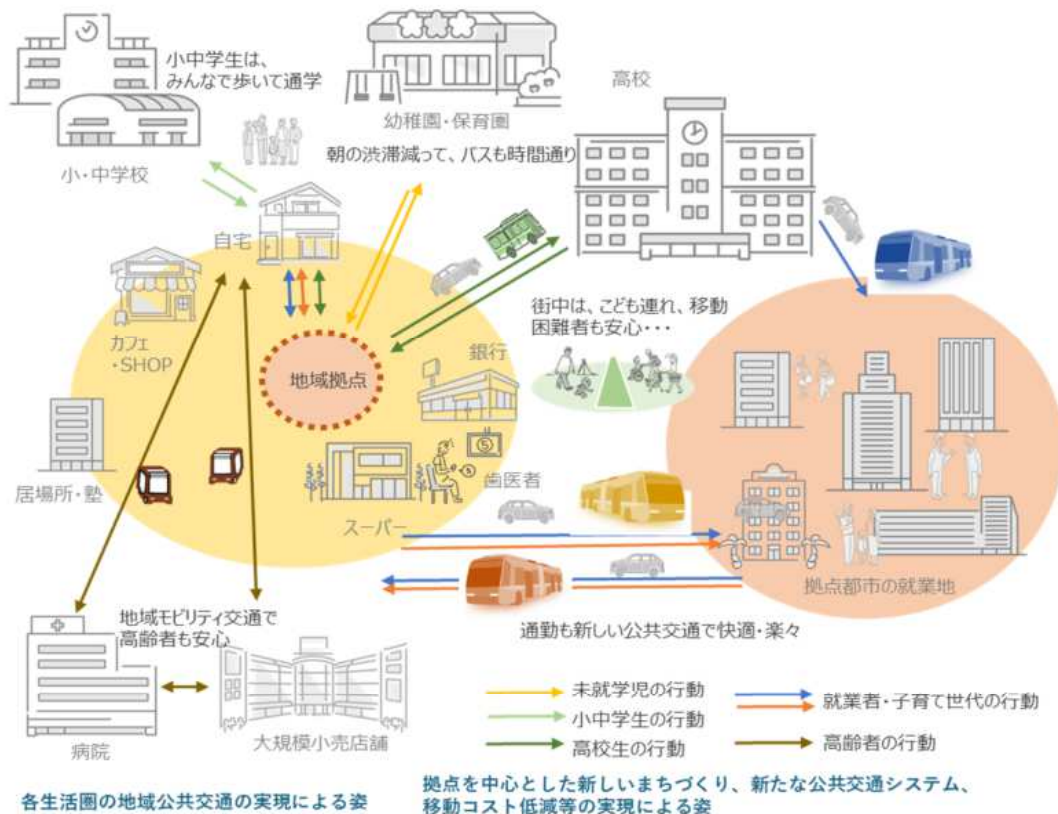 小中学生は、
みんなで歩いて通学
小・中学校
幼稚園・保育園
朝の渋滞減って、バスも時間通り
高校
自宅
カフェ
・SHOP
地域拠点
銀行
街中は、こども連れ、移動
困難者も安心・・・
居場所・塾
歯医者
スーパー
拠点都市の就業地
地域モビリティ交通で
高齢者も安心
通勤も新しい公共交通で快適・楽々
病院
大規模小売店舗
未就学児の行動
小中学生の行動
高校生の行動
就業者・子育て世代の行動
高齢者の行動
各生活圏の地域公共交通の実現による姿
拠点を中心とした新しいまちづくり、新たな公共交通システム、
移動コスト低減等の実現による姿